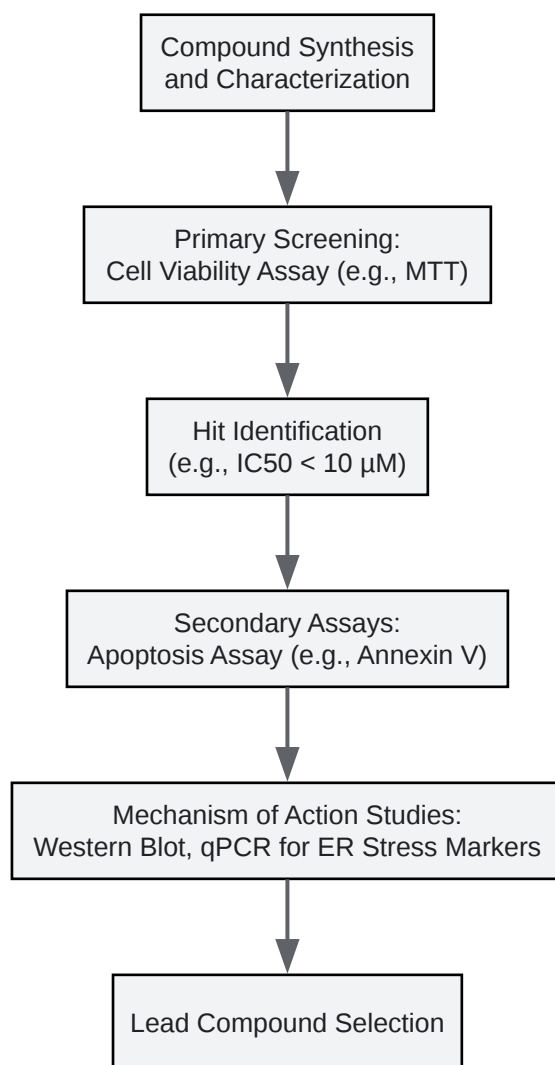 Compound Synthesis
and Characterization
Primary Screening:
Cell Viability Assay (e.g., MTT)
Hit Identification
(e.g., IC50 < 10 µM)
Secondary Assays:
Apoptosis Assay (e.g., Annexin V)
Mechanism of Action Studies:
Western Blot, qPCR for ER Stress Markers
Lead Compound Selection